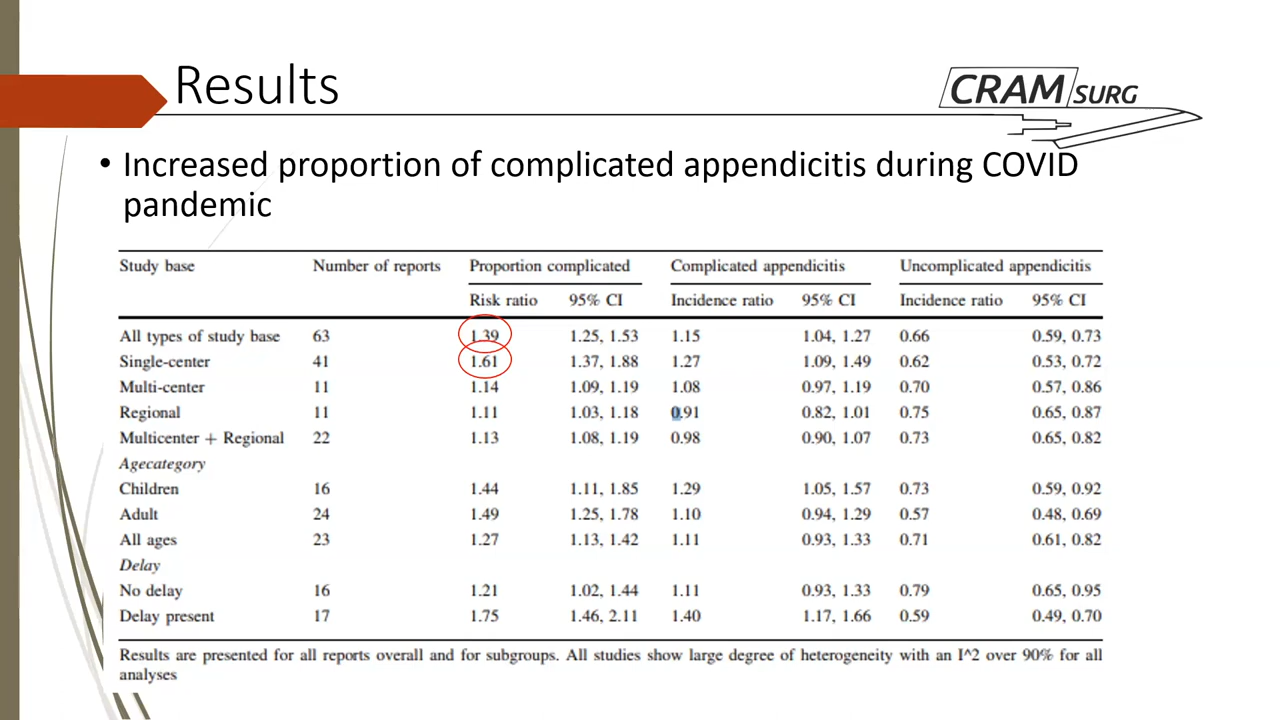 Results
CRAM SURG
• Increased proportion of complicated appendicitis during COVID
pandemic
Study base Number of reports Proportion complicated Complicated appendicitis Uncomplicated appendicitis
Risk ratio 95% CI Incidence ratio 95% CI Incidence ratio 95% CI
All types of study base 63 1.39 1.25, 1.53 1.15 1.04, 1.27 0.66 0.59, 0.73
Single-center 41 1.61 1.37, 1.88 1.27 1.09, 1.49 0.62 0.53, 0.72
Multi-center 11 1.14 1.09, 1.19 1.08 0.97, 1.19 0.70 0.57, 0.86
Regional 11 1.11 1.03, 1.18 0.91 0.82, 1.01 0.75 0.65, 0.87
Multicenter + Regional 22 1.13 1.08, 1.19 0.98 0.90, 1.07 0.73 0.65, 0.82
Agecategory
Children 16 1.44 1.11, 1.85 1.29 1.05, 1.57 0.73 0.59, 0.92
Adult 24 1.49 1.25, 1.78 1.10 0.94, 1.29 0.57 0.48, 0.69
All ages 23 1.27 1.13, 1.42 1.11 0.93, 1.33 0.71 0.61, 0.82
Delay
No delay 16 1.21 1.02, 1.44 1.11 0.93, 1.33 0.79 0.65, 0.95
Delay present 17 1.75 1.46, 2.11 1.40 1.17, 1.66 0.59 0.49, 0.70
Results are presented for all reports overall and for subgroups. All studies show large degree of heterogeneity with an I^2 over 90% for all
analyses